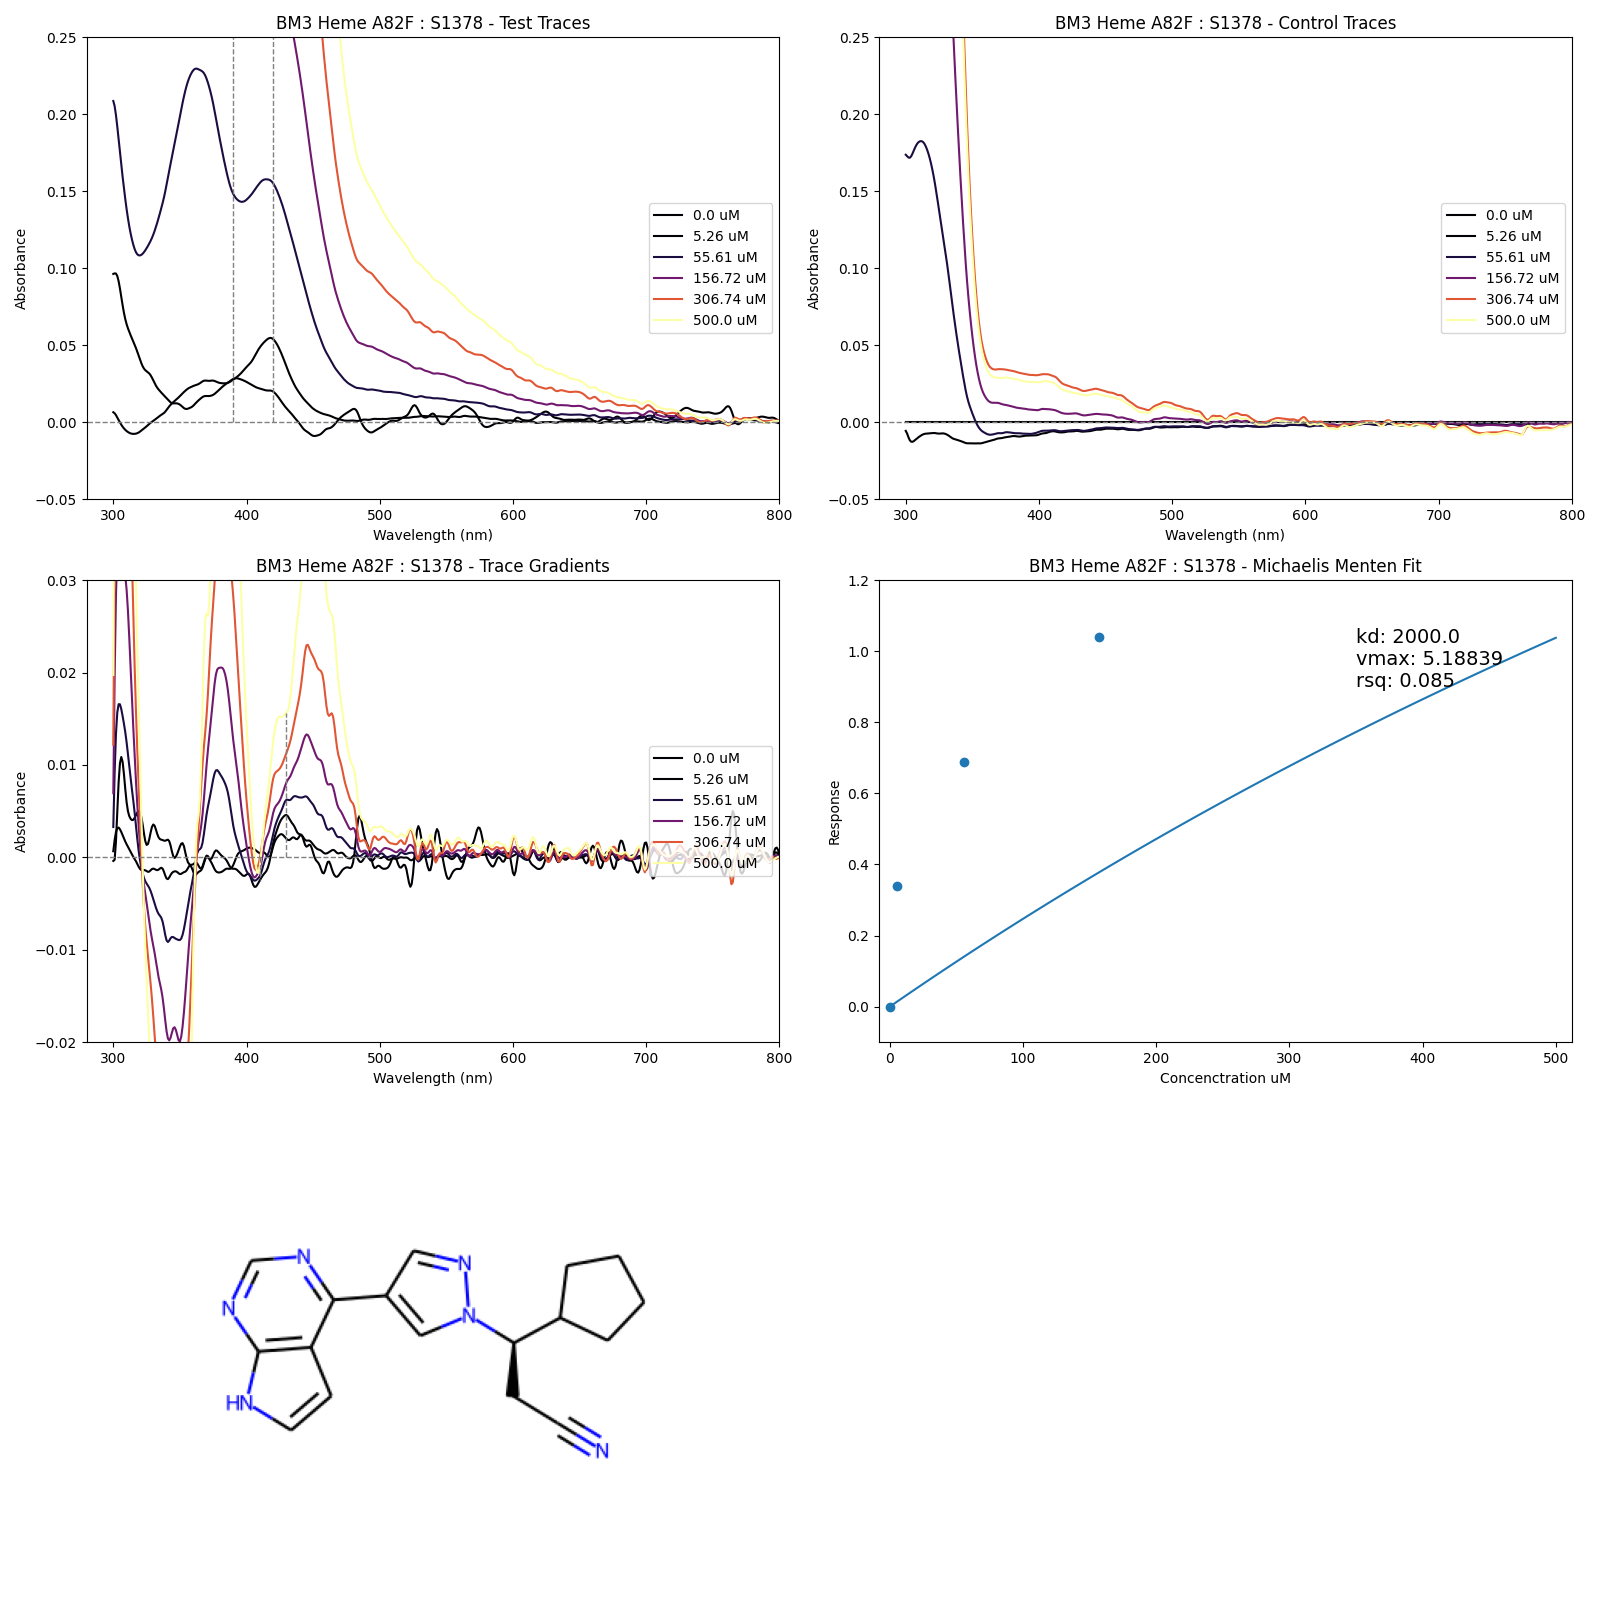 BM3 Heme A82F : S1378 - Test Traces
0.25
0.20
0.15
0.10
0.05
0.00
−0.05
Absorbance
300
400
500
600
700
800
Wavelength (nm)
0.0 uM
5.26 uM
55.61 uM
156.72 uM
306.74 uM
500.0 uM
BM3 Heme A82F : S1378 - Control Traces
0.25
0.20
0.15
0.10
0.05
0.00
−0.05
Absorbance
300
400
500
600
700
800
Wavelength (nm)
0.0 uM
5.26 uM
55.61 uM
156.72 uM
306.74 uM
500.0 uM
BM3 Heme A82F : S1378 - Trace Gradients
0.03
0.02
0.01
0.00
−0.01
−0.02
Absorbance
300
400
500
600
700
800
Wavelength (nm)
0.0 uM
5.26 uM
55.61 uM
156.72 uM
306.74 uM
500.0 uM
BM3 Heme A82F : S1378 - Michaelis Menten Fit
1.2
1.0
0.8
0.6
0.4
0.2
0.0
Response
kd: 2000.0
vmax: 5.18839
rsq: 0.085
0
100
200
300
400
500
Concenctration uM
N
N
N
N
HN
N